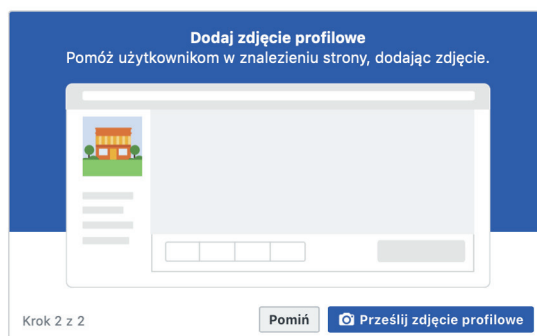 Dodaj zdjęcie profilowe
Pomóż użytkownikom w znalezieniu strony, dodając zdjęcie.
Krok 2 z 2
Pomiń
Prześlij zdjęcie profilowe